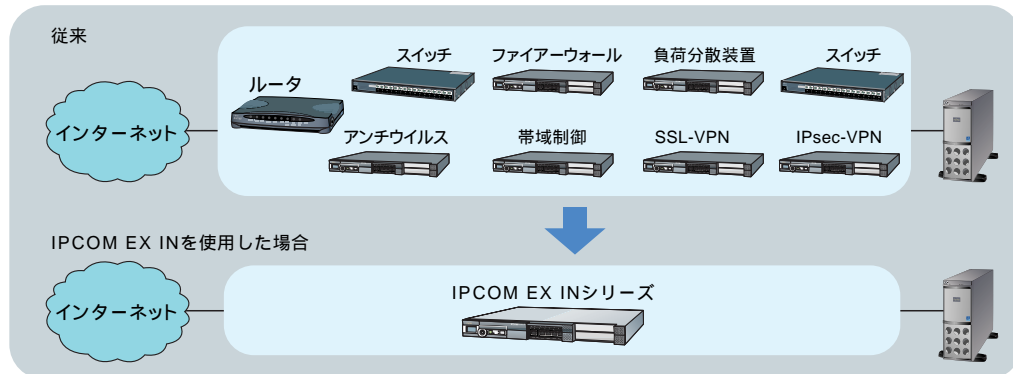 従来
スイッチ
ファイアーウォール
負荷分散装置
スイッチ
ルータ
インターネット
アンチウイルス
帯域制御
SSL-VPN
IPsec-VPN
IPCOM EX INを使用した場合
IPCOM EX INシリーズ
インターネット